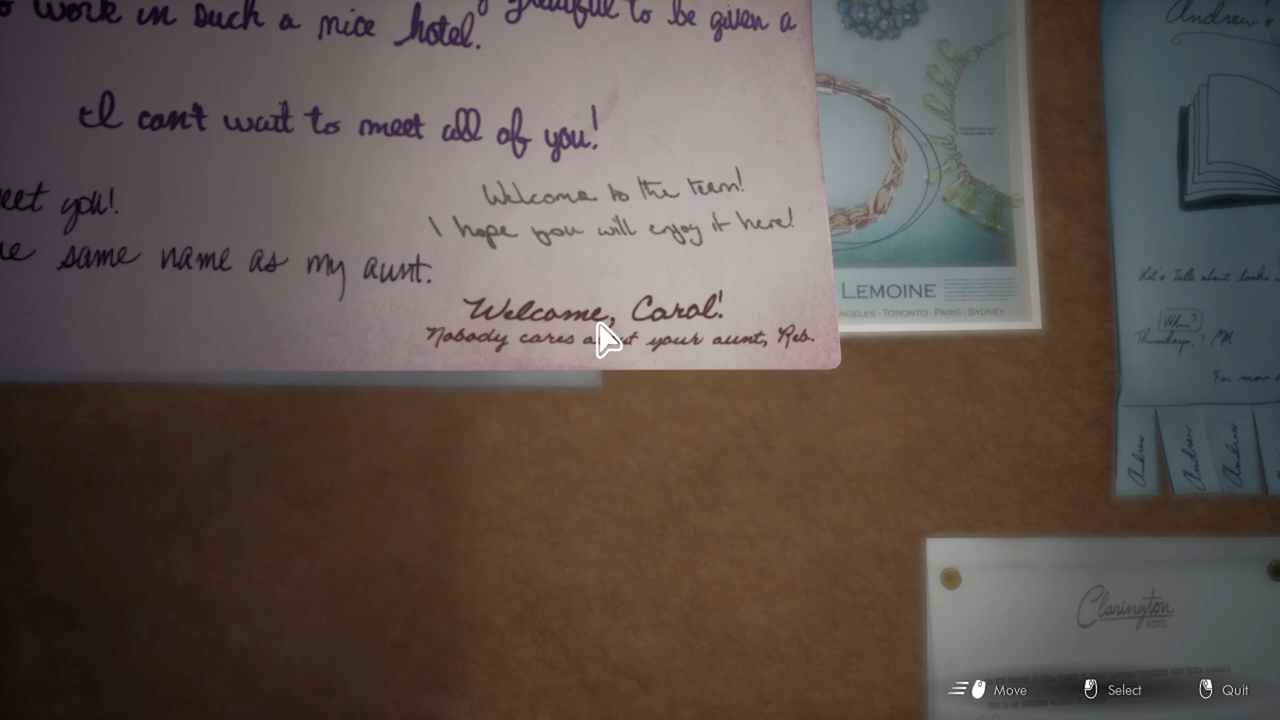 work in such a nice hotel.
grateful to be given a
I can't wait to meet all of you!
you!
same name as my aunt.
Welcome to the team!
I hope you will enjoy it here!
Welcome, Carol!
Nobody cares about your aunt, Reb.
LEMOINE
TORONTO · PARIS · SYDNEY
Andrew
Let's Talk about books
When?
Thursdays, 7 PM.
For more
Andrew
Andrew
Andrew
Clarington
HOTEL
Move
Select
Quit